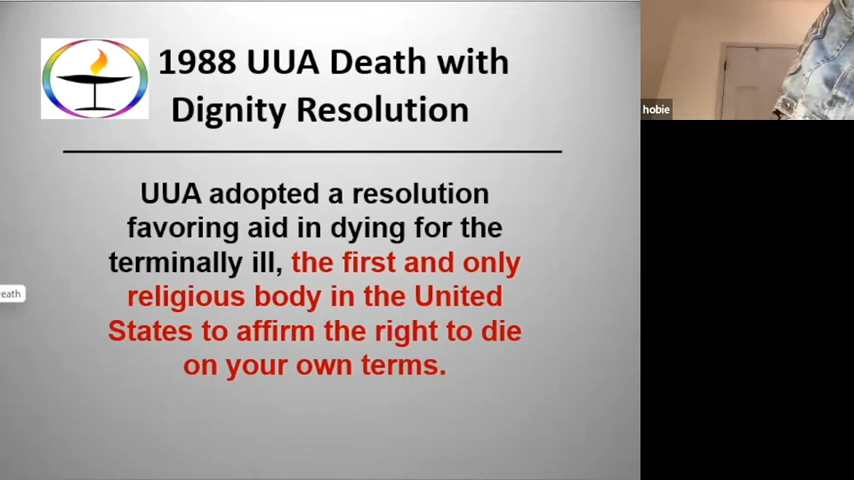 1988 UUA Death with
Dignity Resolution
UUA adopted a resolution
favoring aid in dying for the
terminally ill, the first and only
religious body in the United
States to affirm the right to die
on your own terms.
eath
hobie